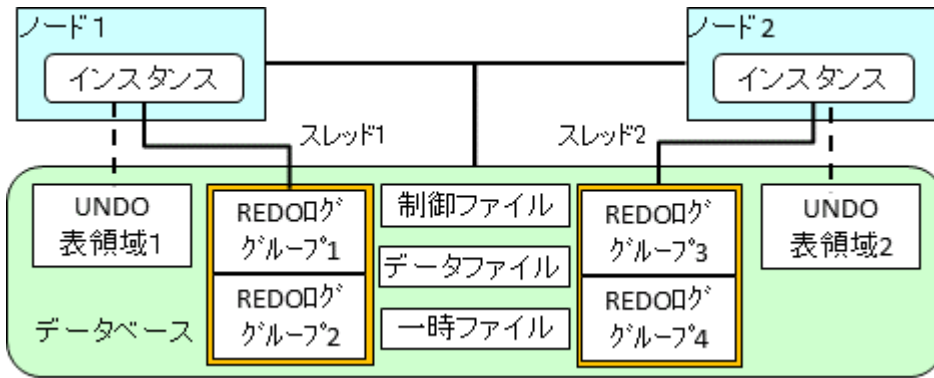 ノード1
ノード2
インスタンス
インスタンス
スレッド1
スレッド2
UNDO
表領域1
REDOﾛｸﾞ
ｸﾞﾙｰﾌﾟ1
REDOﾛｸﾞ
ｸﾞﾙｰﾌﾟ2
制御ファイル
データファイル
一時ファイル
REDOﾛｸﾞ
ｸﾞﾙｰﾌﾟ3
REDOﾛｸﾞ
ｸﾞﾙｰﾌﾟ4
UNDO
表領域2
データベース